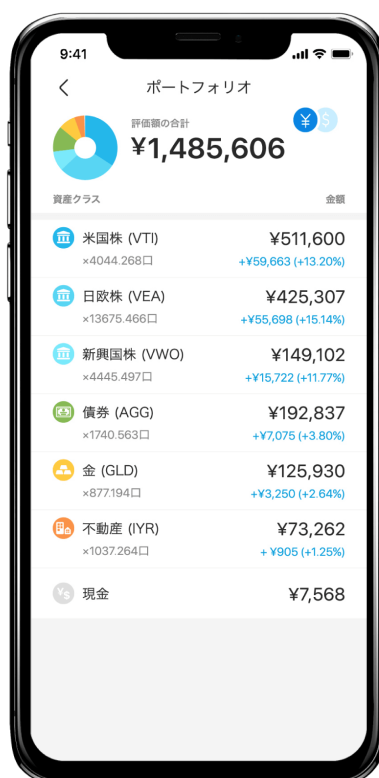 9:41
ポートフォリオ
評価額の合計
¥ $
¥1,485,606
資産クラス 金額
米国株 (VTI) ¥511,600
×4044.268口 +¥59,663 (+13.20%)
日欧株 (VEA) ¥425,307
×13675.466口 +¥55,698 (+15.14%)
新興国株 (VWO) ¥149,102
×4445.497口 +¥15,722 (+11.77%)
債券 (AGG) ¥192,837
×1740.563口 +¥7,075 (+3.80%)
金 (GLD) ¥125,930
×877.194口 +¥3,250 (+2.64%)
不動産 (IYR) ¥73,262
×1037.264口 + ¥905 (+1.25%)
¥$ 現金 ¥7,568